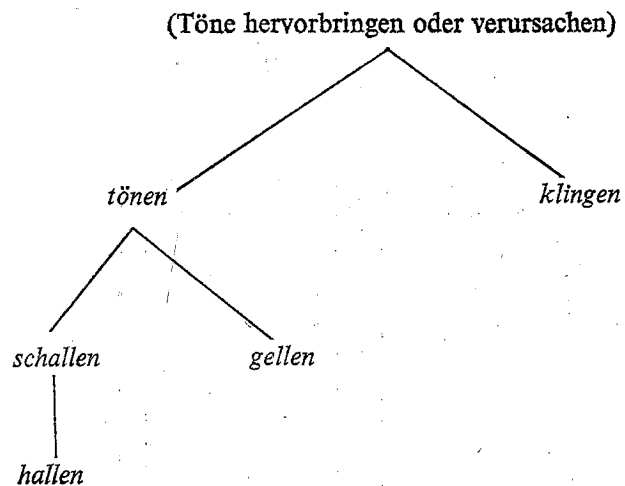 (Töne hervorbringen oder verursachen)
tönen
klingen
schallen
gellen
hallen